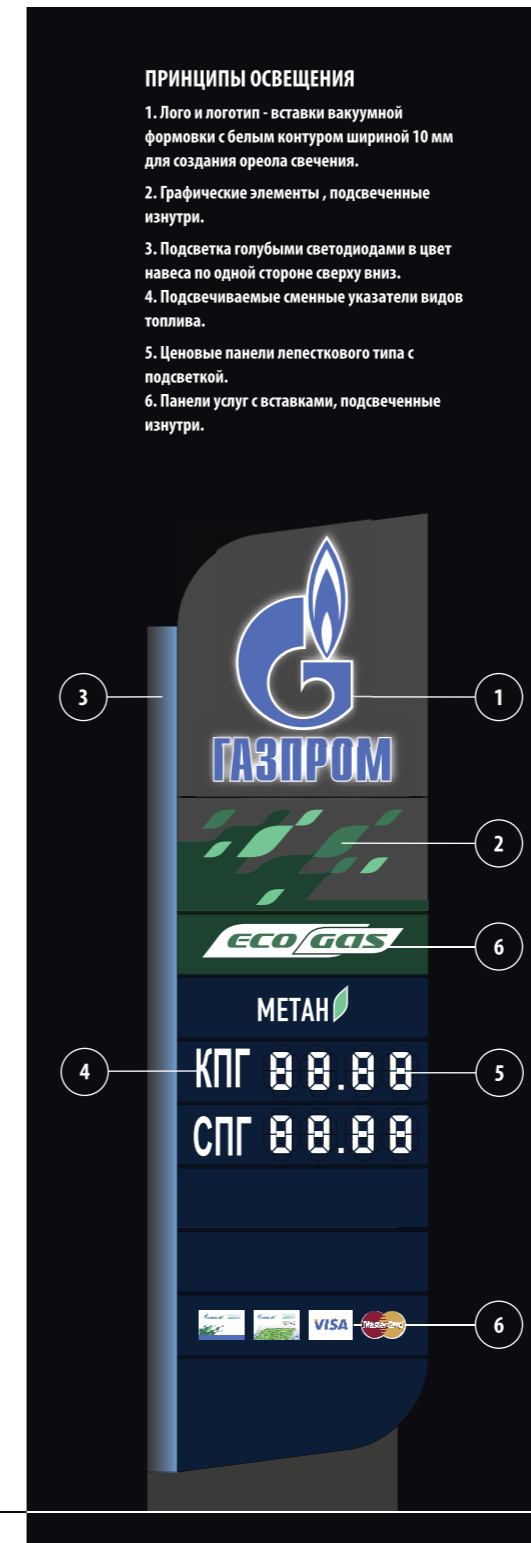 ПРИНЦИПЫ ОСВЕЩЕНИЯ
1. Лого и логотип - вставки вакуумной
формовки с белым контуром шириной 10 мм
для создания ореола свечения.
2. Графические элементы , подсвеченные
изнутри.
3. Подсветка голубыми светодиодами в цвет
навеса по одной стороне сверху вниз.
4. Подсвечиваемые сменные указатели видов
топлива.
5. Ценовые панели лепесткового типа с
подсветкой.
6. Панели услуг с вставками, подсвеченные
изнутри.
3
1
ГАЗПРОМ
2
ECO GAS
6
МЕТАН
4
КПГ 88.88
5
СПГ 88.88
VISA
MasterCard
6